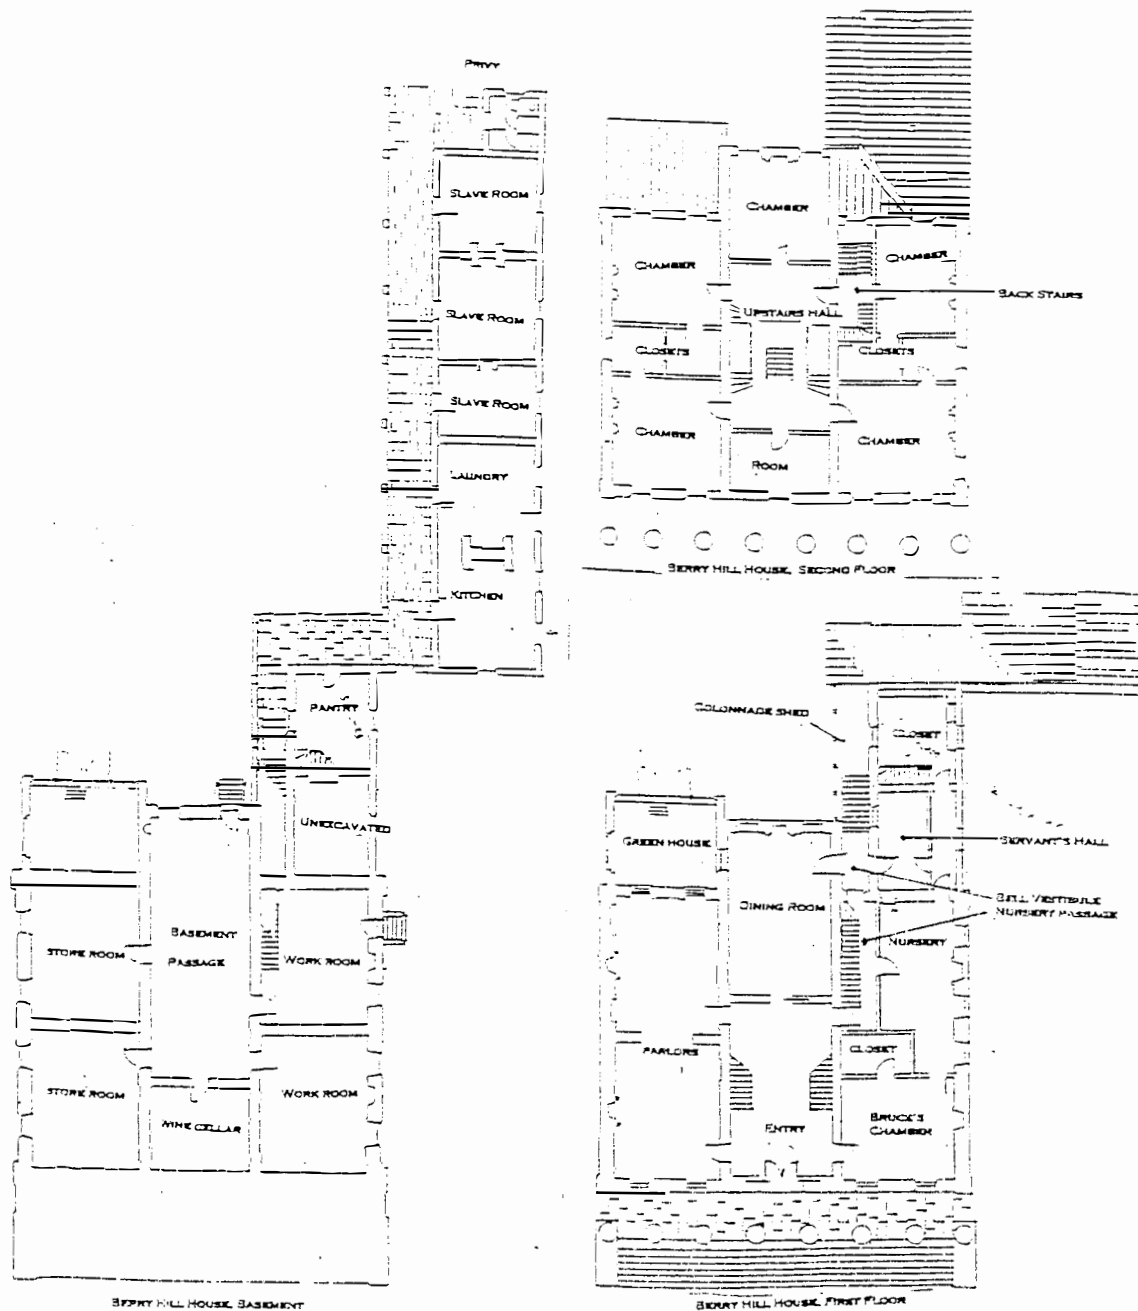 PRIVY
SLAVE ROOM
SLAVE ROOM
SLAVE ROOM
LAUNDRY
KITCHEN
PANTRY
UNEXCAVATED
BASEMENT
PASSAGE
STORE ROOM
WORK ROOM
STORE ROOM
WINE CELLAR
WORK ROOM
BERRY HILL HOUSE, BASEMENT
CHAMBER
CHAMBER
CHAMBER
BACK STAIRS
UPSTAIRS HALL
CLOSETS
CLOSETS
CHAMBER
CHAMBER
ROOM
BERRY HILL HOUSE, SECOND FLOOR
COLONNADE SHED
CLOSET
GREEN HOUSE
SERVANT'S HALL
DINING ROOM
BELL VESTIBULE
NURSERY PASSAGE
NURSERY
PARLORS
CLOSET
ENTRY
BRUCE'S
CHAMBER
BERRY HILL HOUSE, FIRST FLOOR